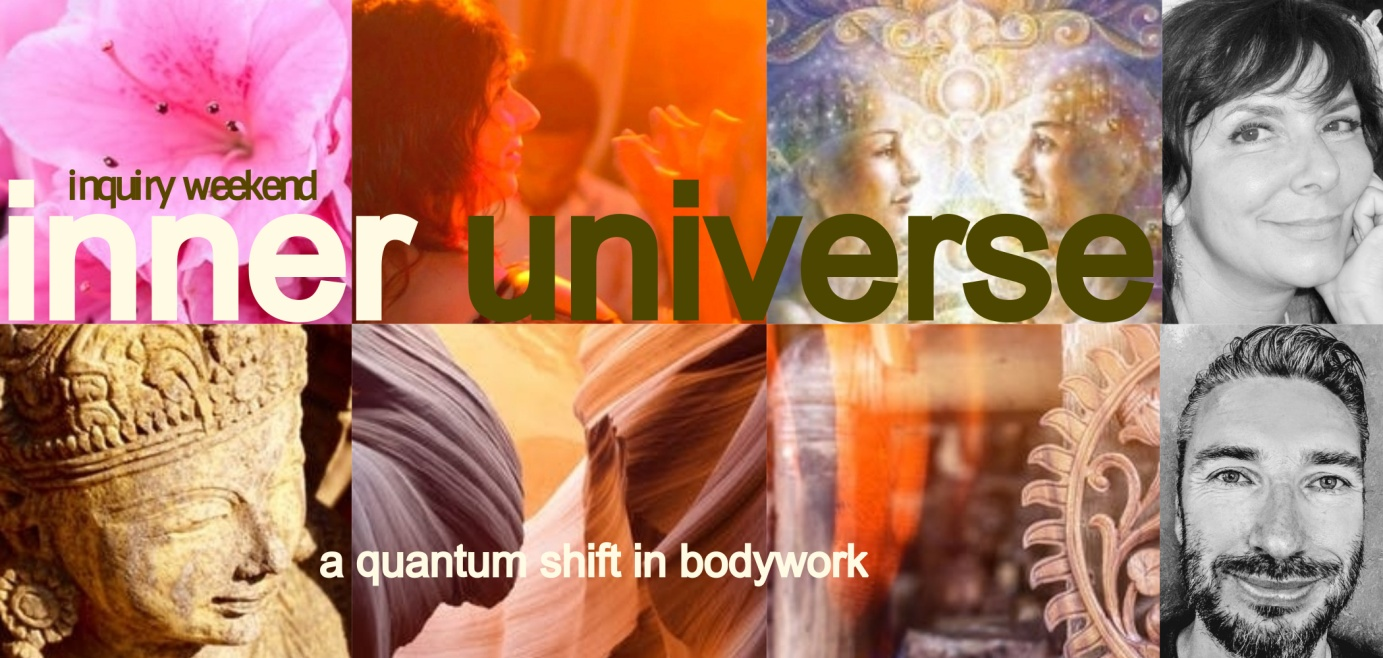 inquiry weekend
inner universe
a quantum shift in bodywork